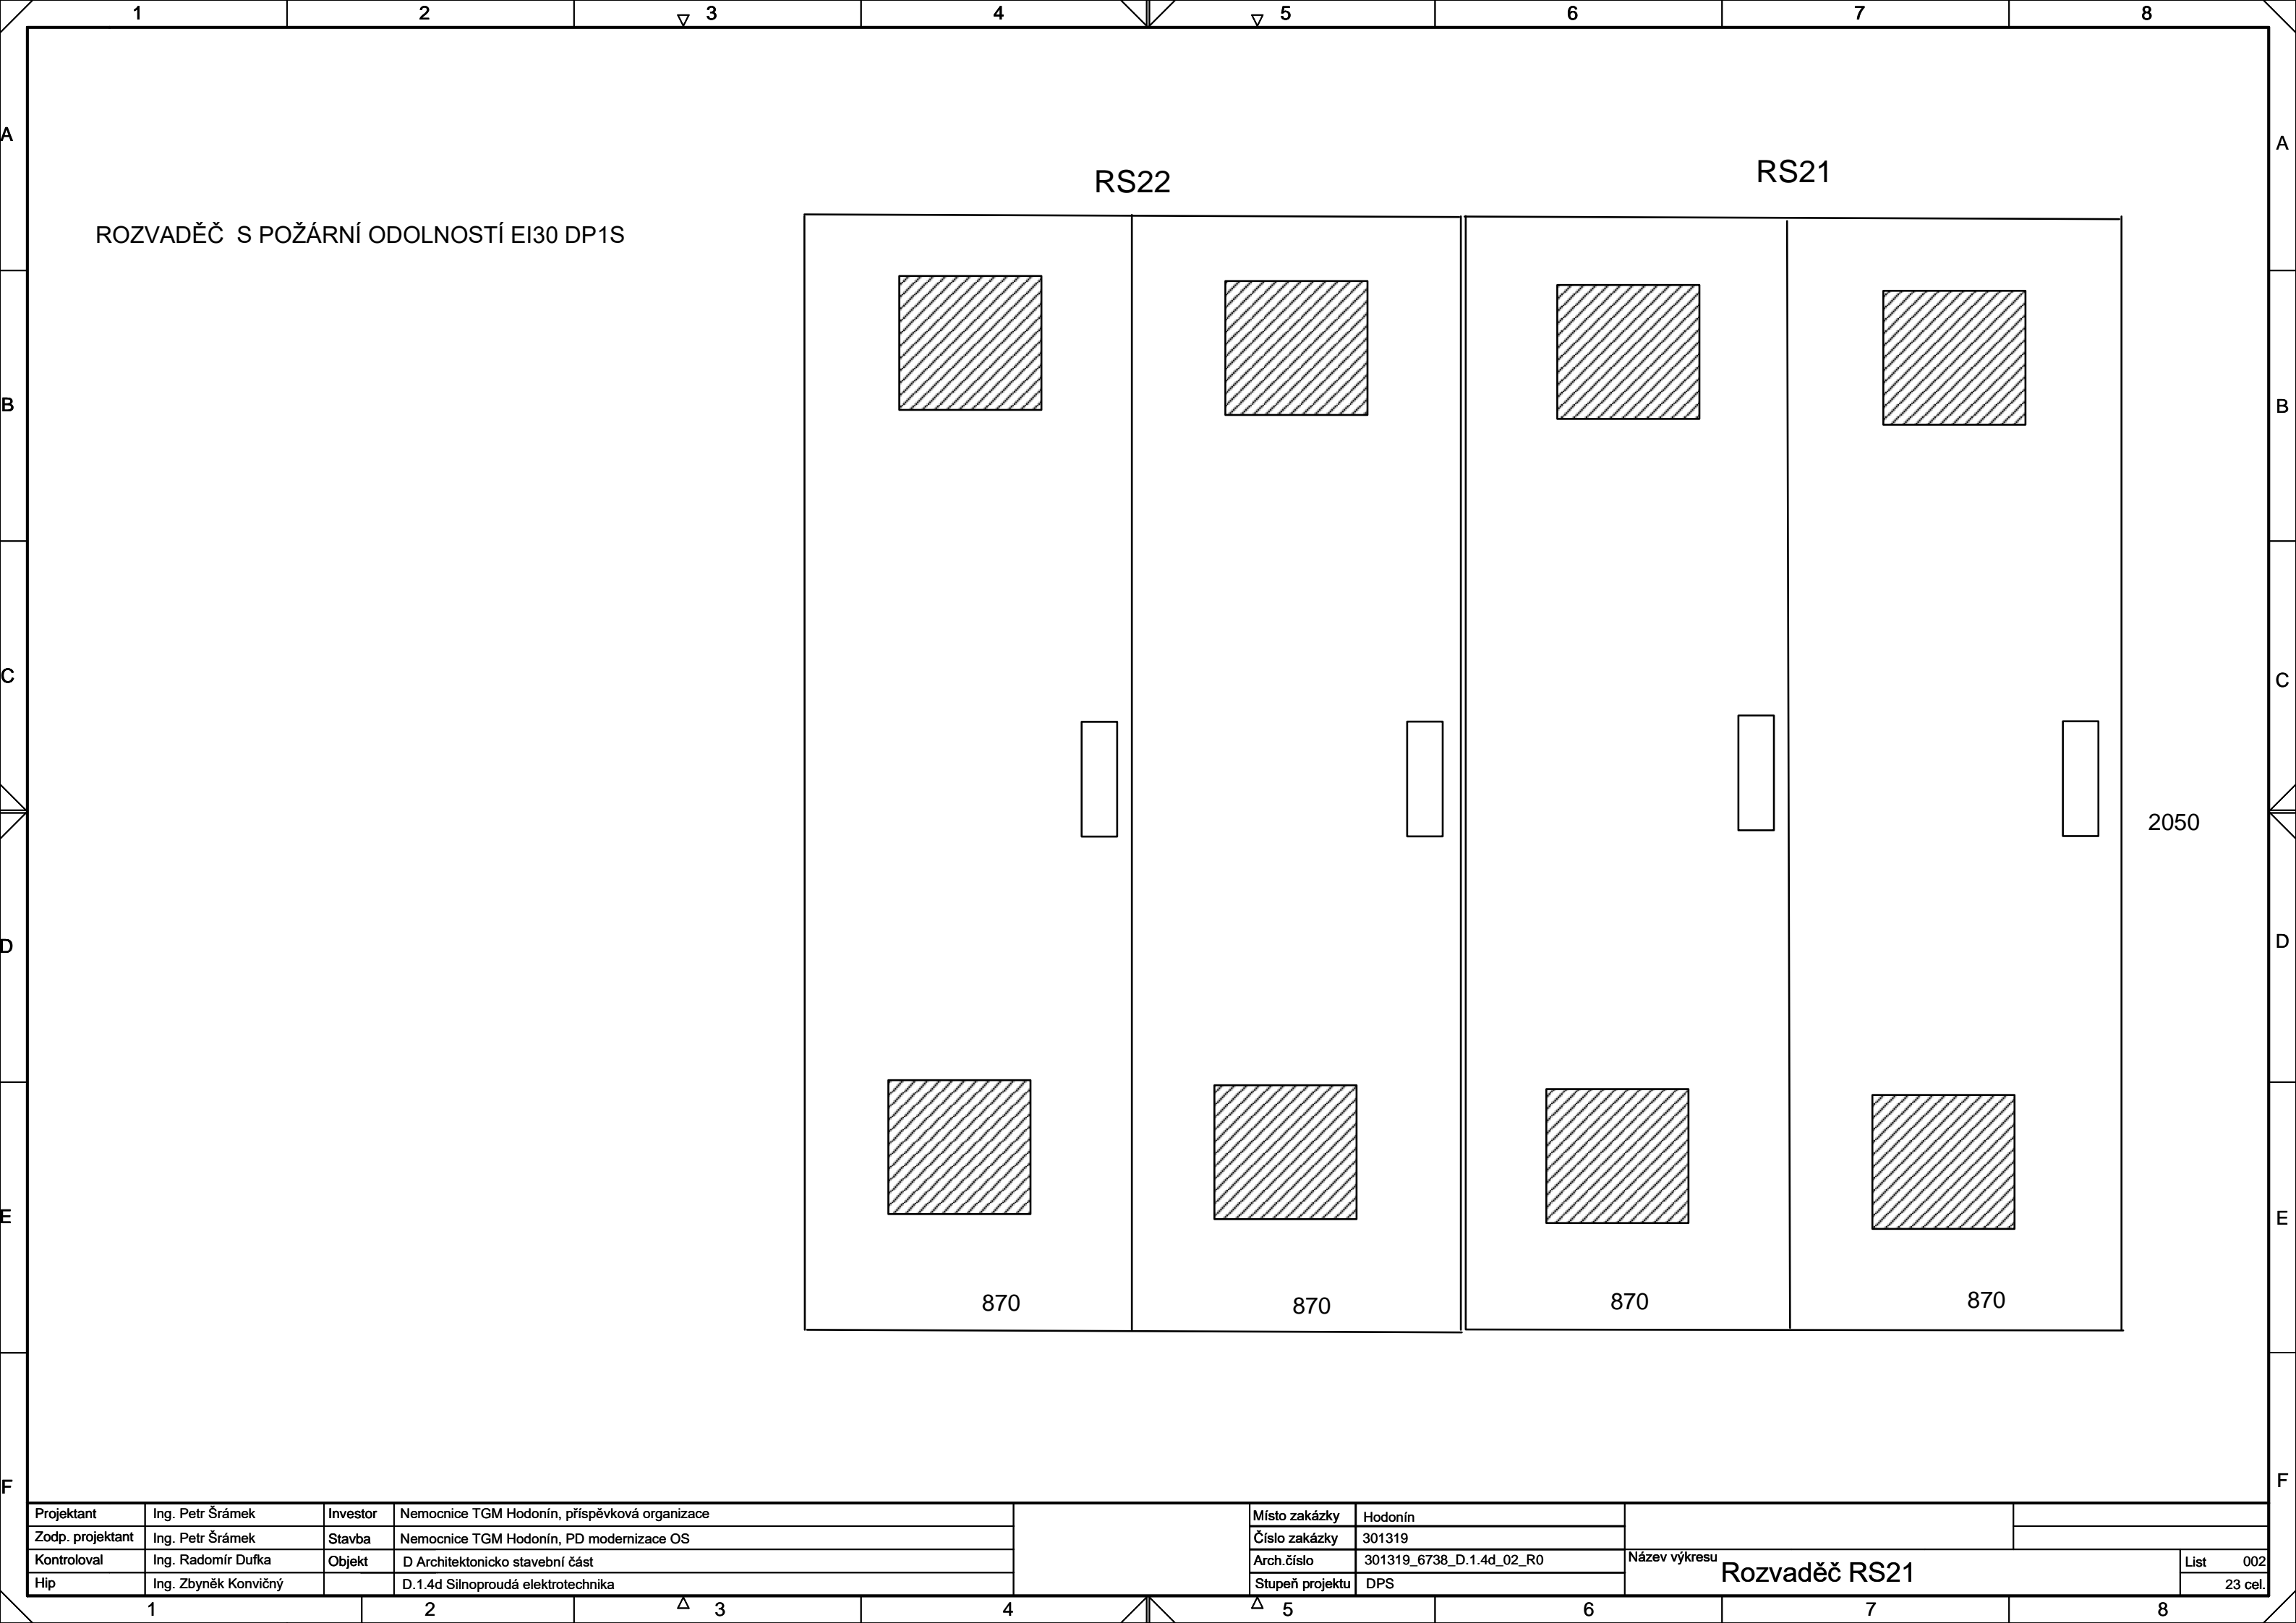 1 2 3 4 5 6 7 8
A A
RS22 RS21
ROZVADĚČ  S POŽÁRNÍ ODOLNOSTÍ EI30 DP1S
B B
C C
2050
D D
E E
870 870 870 870
F F
Projektant Ing. Petr Šrámek Investor Nemocnice TGM Hodonín, příspěvková organizace Místo zakázky Hodonín
Zodp. projektant Ing. Petr Šrámek Stavba Nemocnice TGM Hodonín, PD modernizace OS Číslo zakázky 301319
Kontroloval Ing. Radomír Dufka Objekt D Architektonicko stavební část Arch.číslo 301319_6738_D.1.4d_02_R0 Název výkresu Rozvaděč RS21 List 002
Hip Ing. Zbyněk Konvičný D.1.4d Silnoproudá elektrotechnika Stupeň projektu DPS 23 cel.
1 2 3 4 5 6 7 8